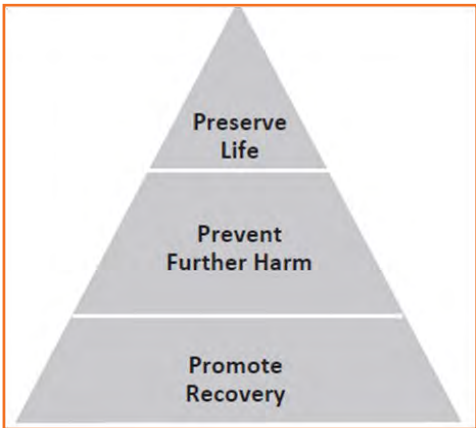 Preserve
Life
Prevent
Further Harm
Promote
Recovery